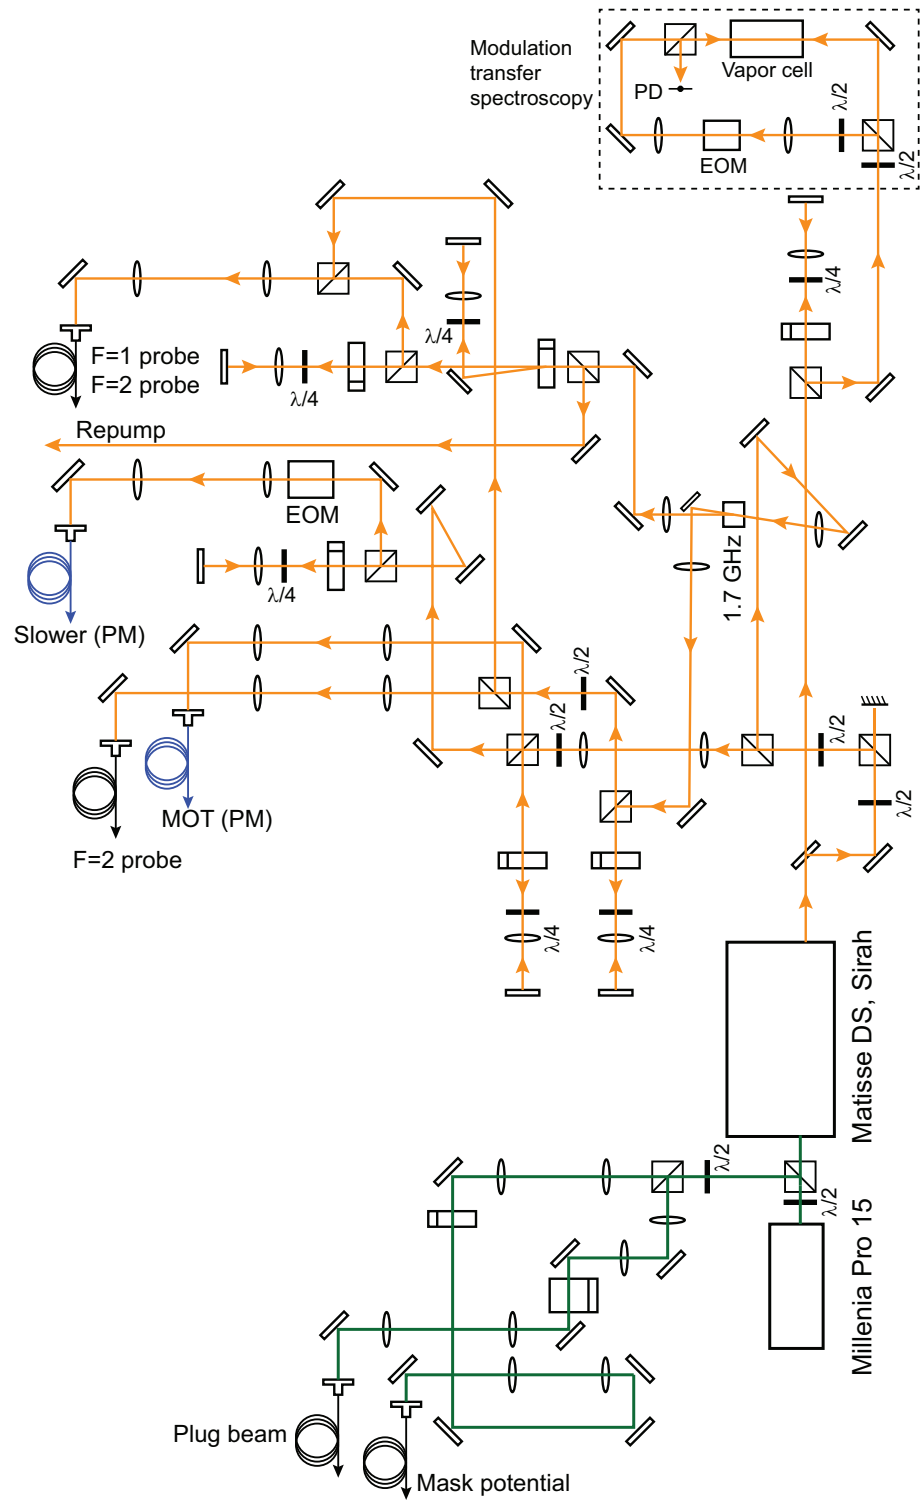 Modulation
transfer
spectroscopy
Vapor cell
PD
λ/2
EOM
λ/2
λ/4
λ/4
F=1 probe
F=2 probe
λ/4
Repump
EOM
λ/4
1.7 GHz
Slower (PM)
λ/2
λ/2
λ/2
λ/2
MOT (PM)
F=2 probe
λ/4
λ/4
Matisse DS, Sirah
λ/2
λ/2
Millenia Pro 15
Plug beam
Mask potential